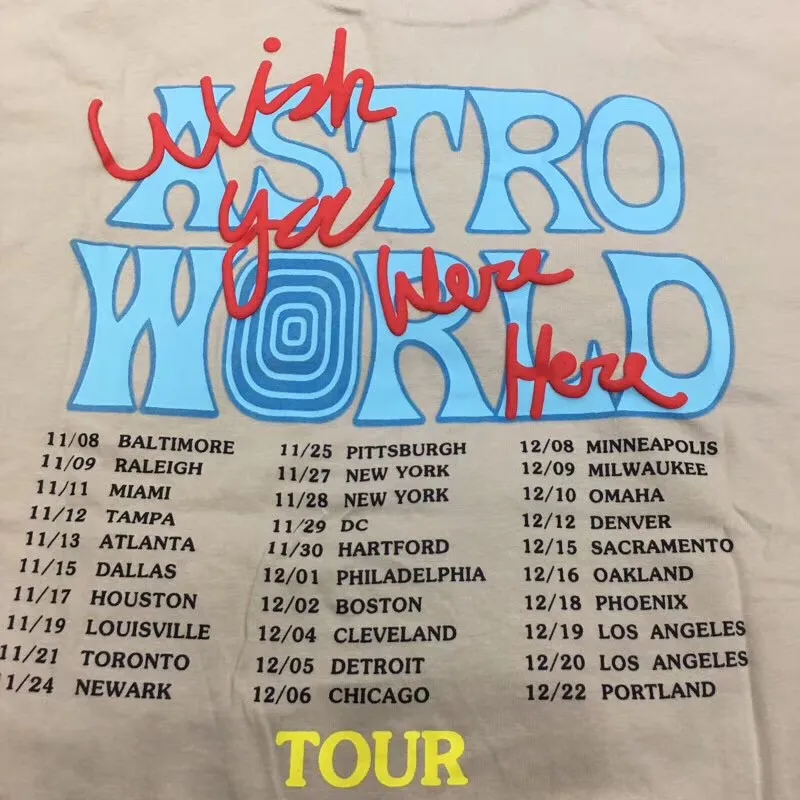 Wish
ASTRO
you
Were
WORLD
Here
11/08 BALTIMORE
11/09 RALEIGH
11/11 MIAMI
11/12 TAMPA
11/13 ATLANTA
11/15 DALLAS
11/17 HOUSTON
11/19 LOUISVILLE
11/21 TORONTO
11/24 NEWARK
11/25 PITTSBURGH
11/27 NEW YORK
11/28 NEW YORK
11/29 DC
11/30 HARTFORD
12/01 PHILADELPHIA
12/02 BOSTON
12/04 CLEVELAND
12/05 DETROIT
12/06 CHICAGO
12/08 MINNEAPOLIS
12/09 MILWAUKEE
12/10 OMAHA
12/12 DENVER
12/15 SACRAMENTO
12/16 OAKLAND
12/18 PHOENIX
12/19 LOS ANGELES
12/20 LOS ANGELES
12/22 PORTLAND
TOUR